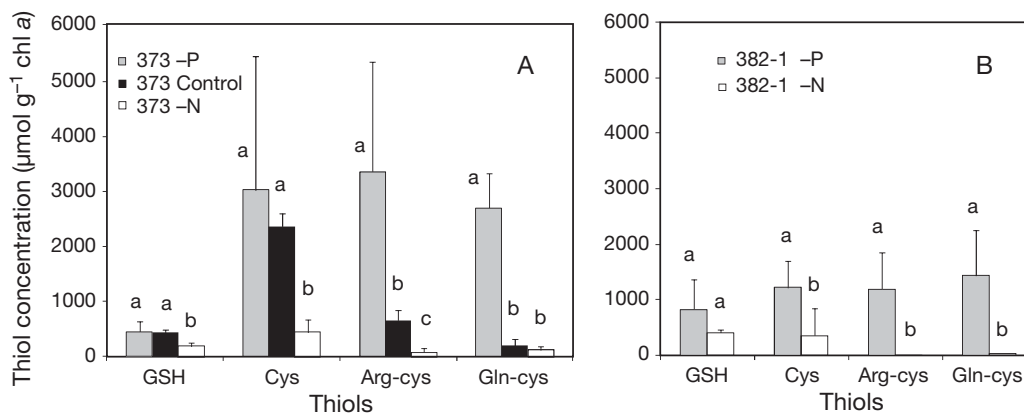 Thiol concentration (µmol g⁻¹ chl a)
6000
5000
4000
3000
2000
1000
0
373 –P
373 Control
373 –N
A
a a b
a a b
a b c
a b b
GSH Cys Arg-cys Gln-cys
Thiols
6000
5000
4000
3000
2000
1000
0
382-1 –P
382-1 –N
B
a a
a b
a b
a b
GSH Cys Arg-cys Gln-cys
Thiols